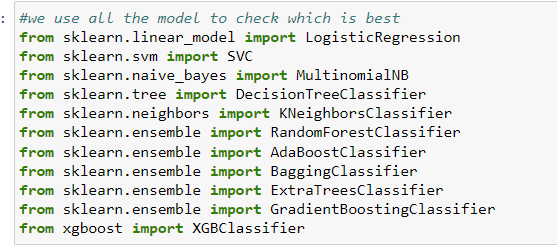 : #we use all the model to check which is best
from sklearn.linear_model import LogisticRegression
from sklearn.svm import SVC
from sklearn.naive_bayes import MultinomialNB
from sklearn.tree import DecisionTreeClassifier
from sklearn.neighbors import KNeighborsClassifier
from sklearn.ensemble import RandomForestClassifier
from sklearn.ensemble import AdaBoostClassifier
from sklearn.ensemble import BaggingClassifier
from sklearn.ensemble import ExtraTreesClassifier
from sklearn.ensemble import GradientBoostingClassifier
from xgboost import XGBClassifier